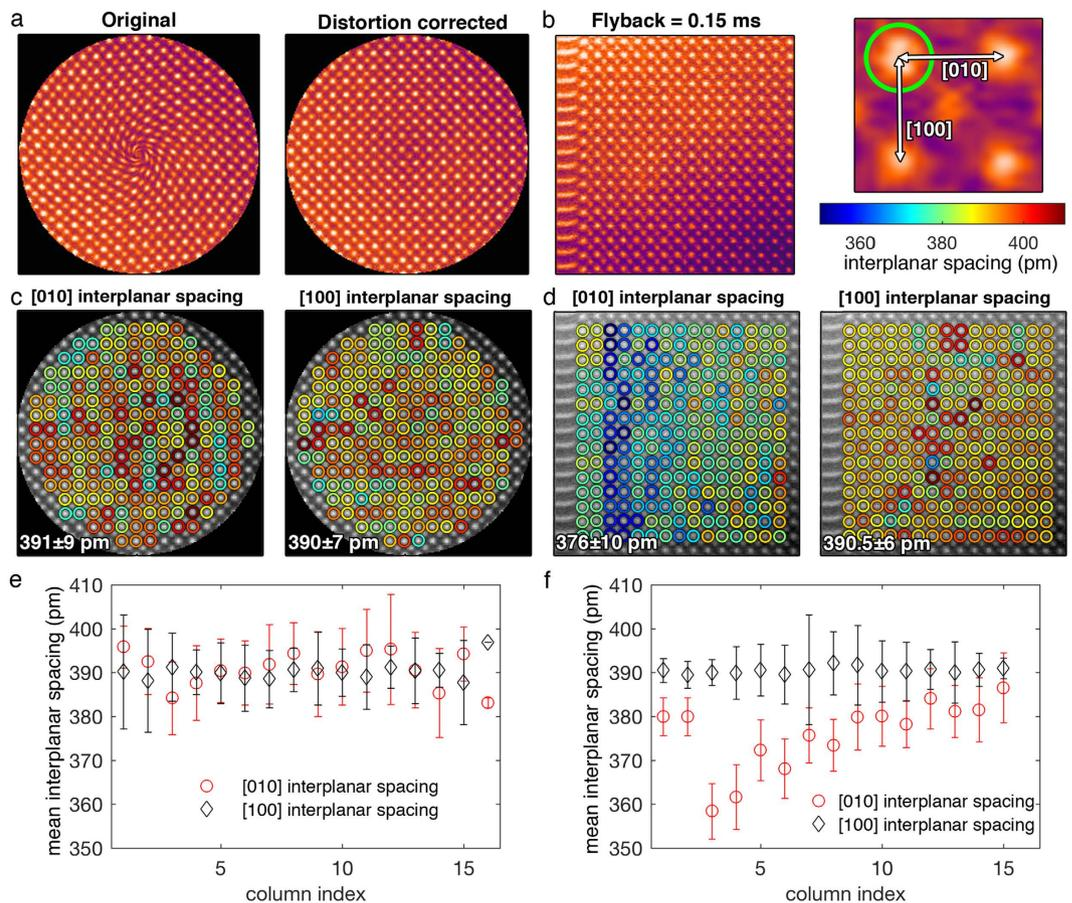 a
Original
Distortion corrected
b
Flyback = 0.15 ms
[010]
[100]
360 380 400
interplanar spacing (pm)
c
[010] interplanar spacing
[100] interplanar spacing
d
[010] interplanar spacing
[100] interplanar spacing
391±9 pm
390±7 pm
376±10 pm
390.5±6 pm
e
mean interplanar spacing (pm)
410
400
390
380
370
360
350
[010] interplanar spacing
[100] interplanar spacing
5 10 15
column index
f
mean interplanar spacing (pm)
410
400
390
380
370
360
350
[010] interplanar spacing
[100] interplanar spacing
5 10 15
column index